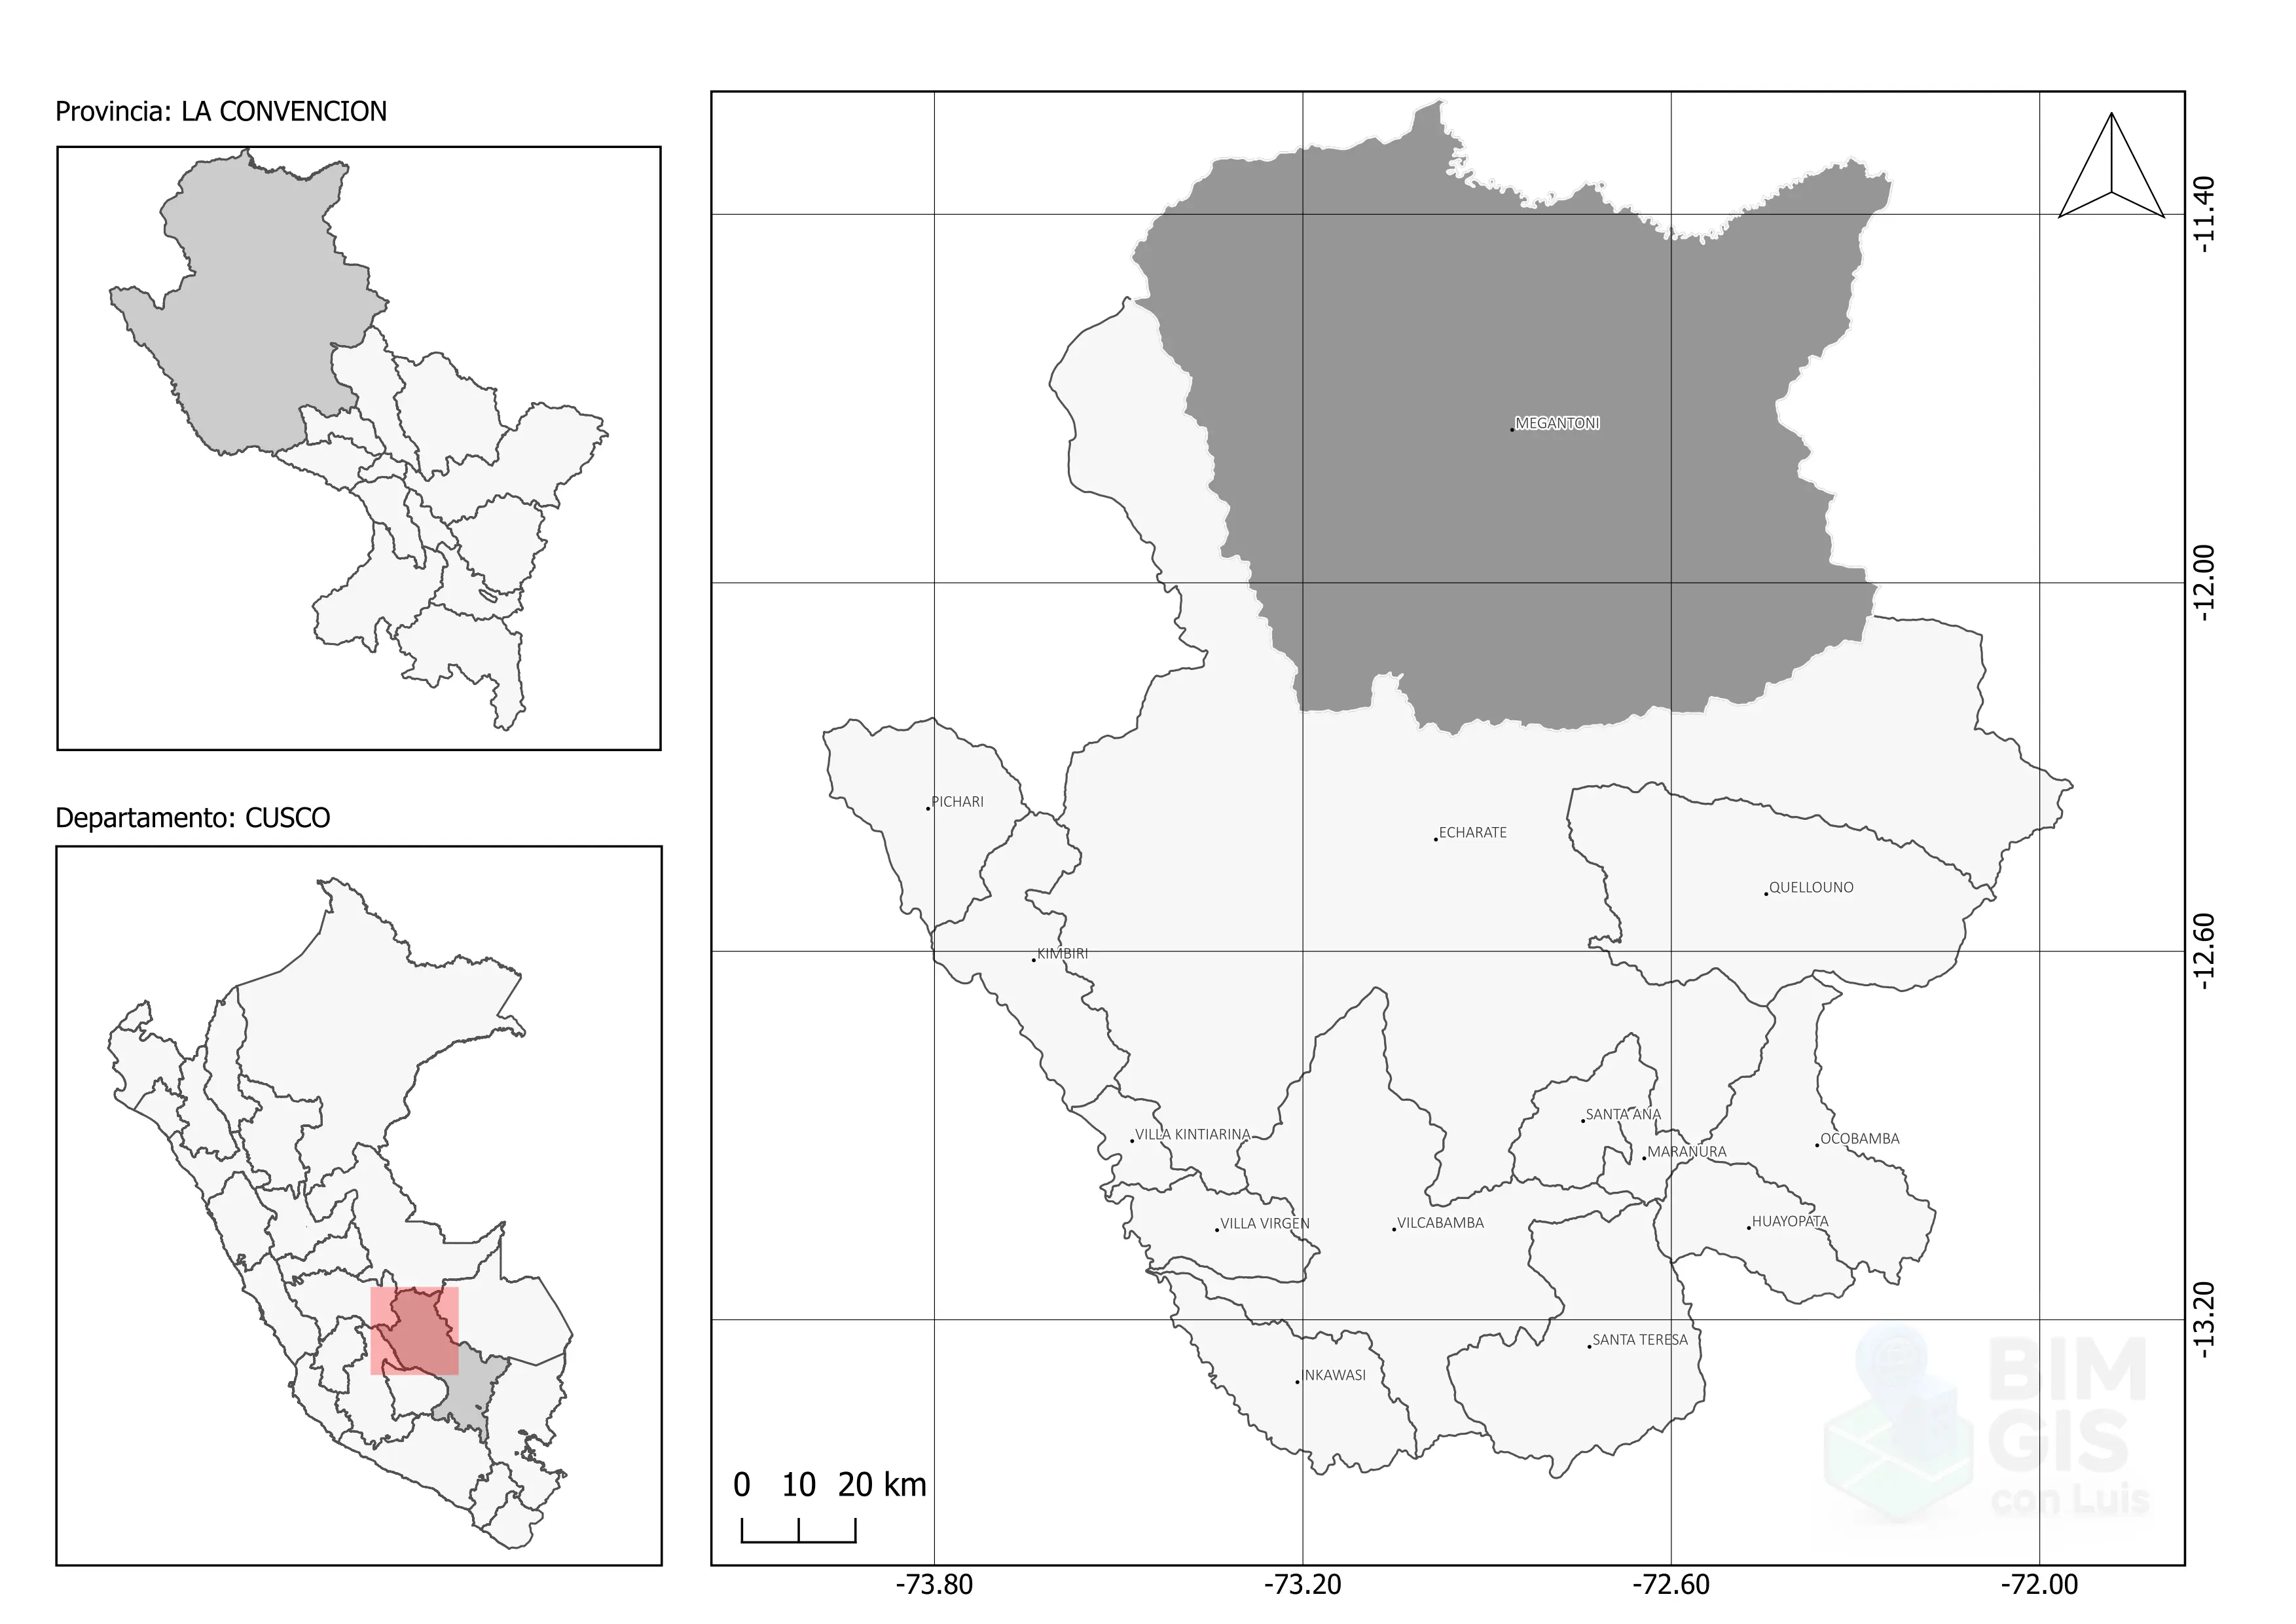 Provincia: LA CONVENCION
Departamento: CUSCO
MEGANTONI
PICHARI
ECHARATE
QUELLOUNO
KIMBIRI
SANTA ANA
VILLA KINTIARINA
OCOBAMBA
MARANURA
VILLA VIRGEN
VILCABAMBA
HUAYOPATA
SANTA TERESA
INKAWASI
0 10 20 km
-73.80 -73.20 -72.60 -72.00
-11.40
-12.00
-12.60
-13.20
BIM
GIS
con Luis